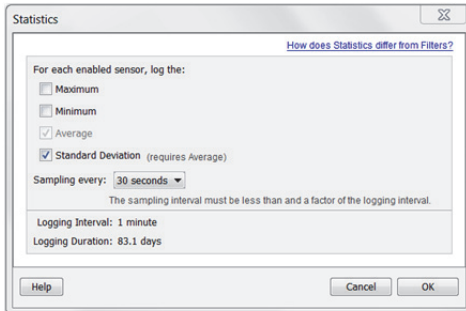 Statistics
How does Statistics differ from Filters?
For each enabled sensor, log the:
Maximum
Minimum
Average
Standard Deviation (requires Average)
Sampling every: 30 seconds
The sampling interval must be less than and a factor of the logging interval.
Logging Interval: 1 minute
Logging Duration: 83.1 days
Help Cancel OK